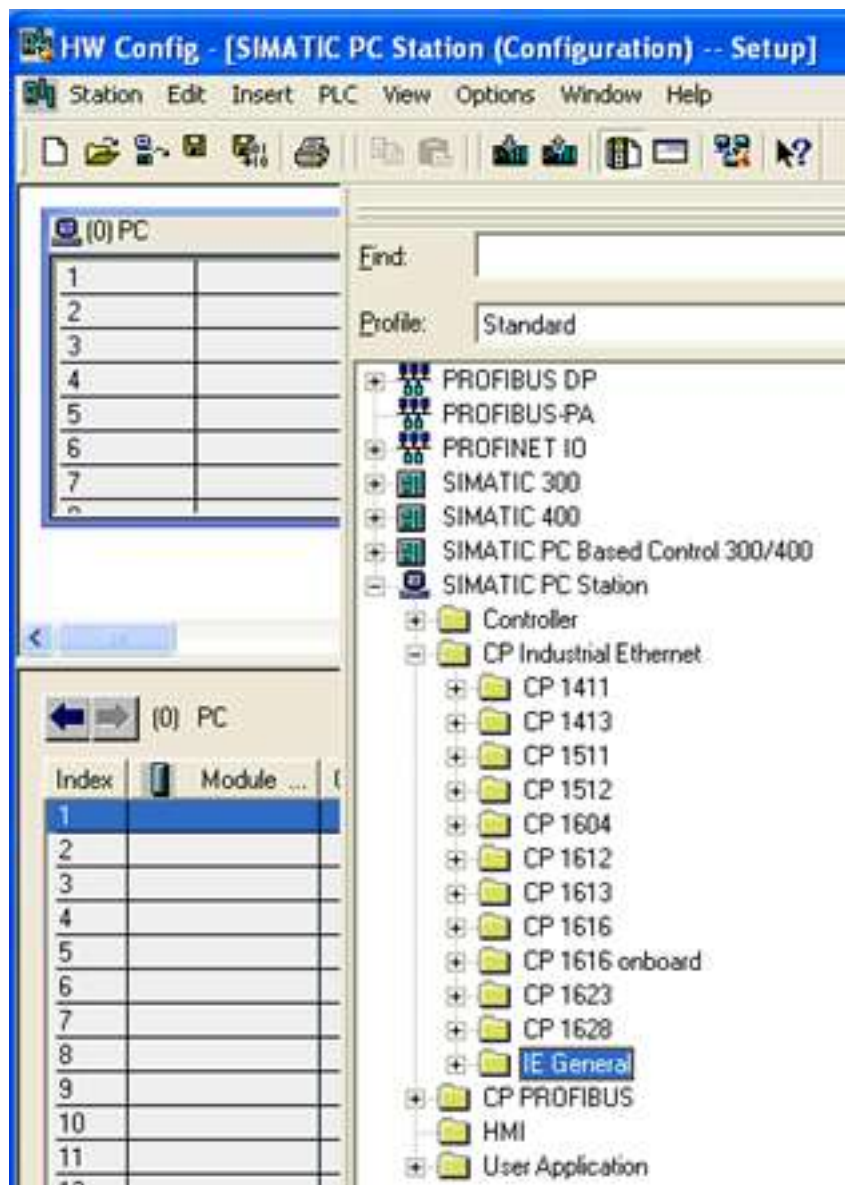 HW Config - [SIMATIC PC Station (Configuration) -- Setup]
Station Edit Insert PLC View Options Window Help
(0) PC
1
2
3
4
5
6
7
Find:
Profile: Standard
PROFIBUS DP
PROFIBUS-PA
PROFINET IO
SIMATIC 300
SIMATIC 400
SIMATIC PC Based Control 300/400
SIMATIC PC Station
Controller
CP Industrial Ethernet
CP 1411
CP 1413
CP 1511
CP 1512
CP 1604
CP 1612
CP 1613
CP 1616
CP 1616 onboard
CP 1623
CP 1628
IE General
CP PROFIBUS
HMI
User Application
(0) PC
Index Module ...
1
2
3
4
5
6
7
8
9
10
11